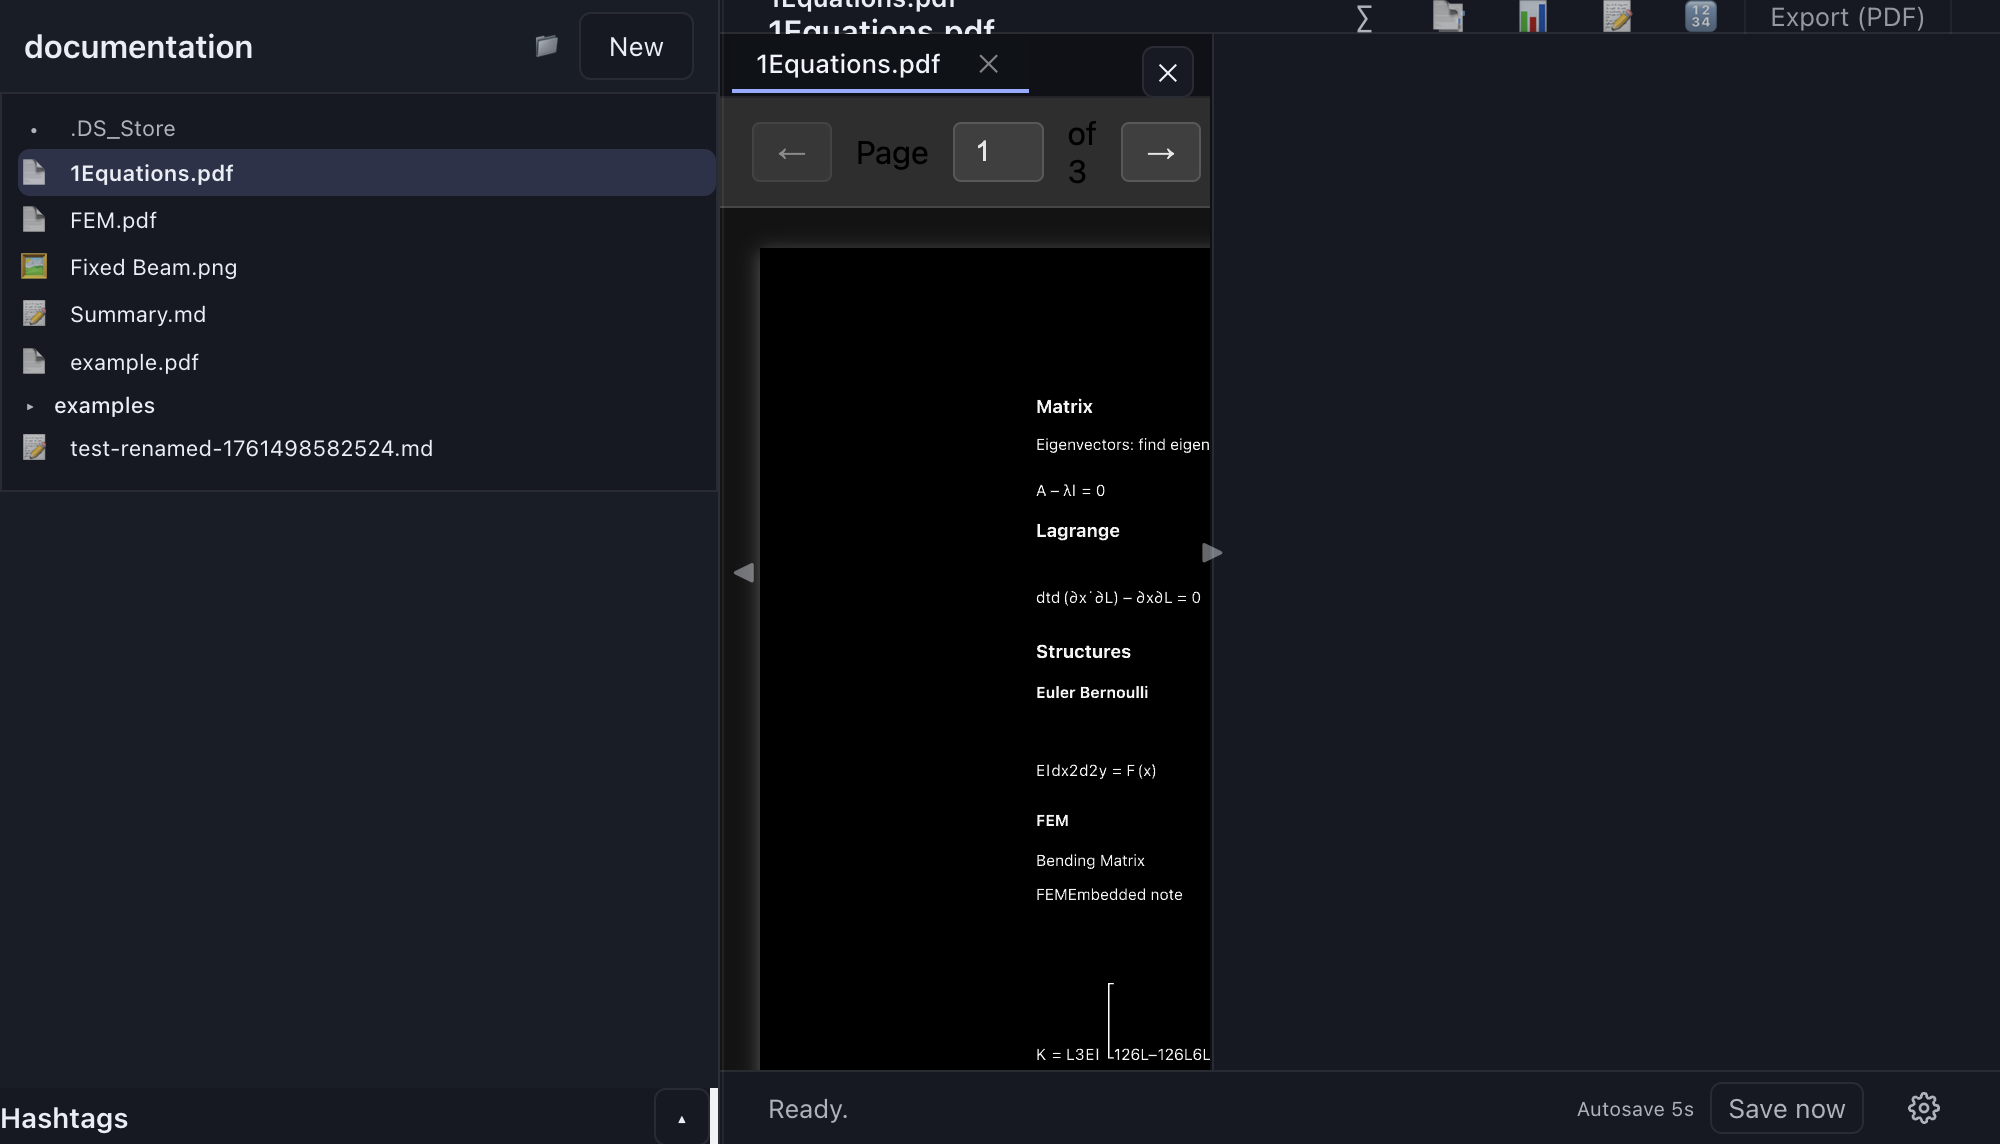 documentation
New
.DS_Store
1Equations.pdf
FEM.pdf
Fixed Beam.png
Summary.md
example.pdf
examples
test-renamed-1761498582524.md
Hashtags
1Equations.pdf
1Equations.pdf
∑
12
34
Export (PDF)
1Equations.pdf
← Page 1 of 3 →
Matrix
Eigenvectors: find eigen
A – λI = 0
Lagrange
dtd (∂x˙∂L) – ∂x∂L = 0
Structures
Euler Bernoulli
EIdx2d2y = F (x)
FEM
Bending Matrix
FEMEmbedded note
K = L3EI ⎣126L–126L6L
Ready.
Autosave 5s
Save now